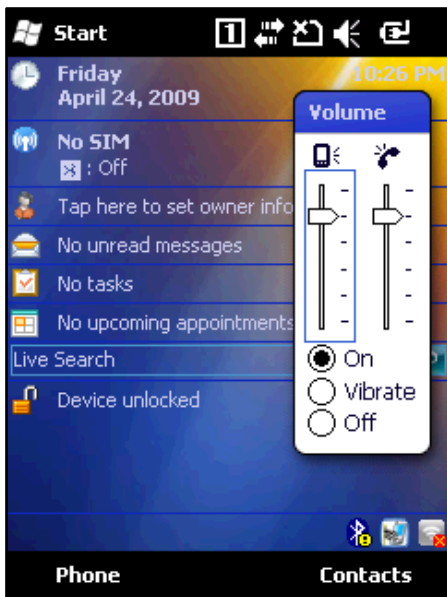 Start 1
Friday
10:26 PM
April 24, 2009
Volume
No SIM
: Off
Tap here to set owner info
No unread messages
No tasks
No upcoming appointments
Live Search
On
Vibrate
Off
Device unlocked
Phone
Contacts